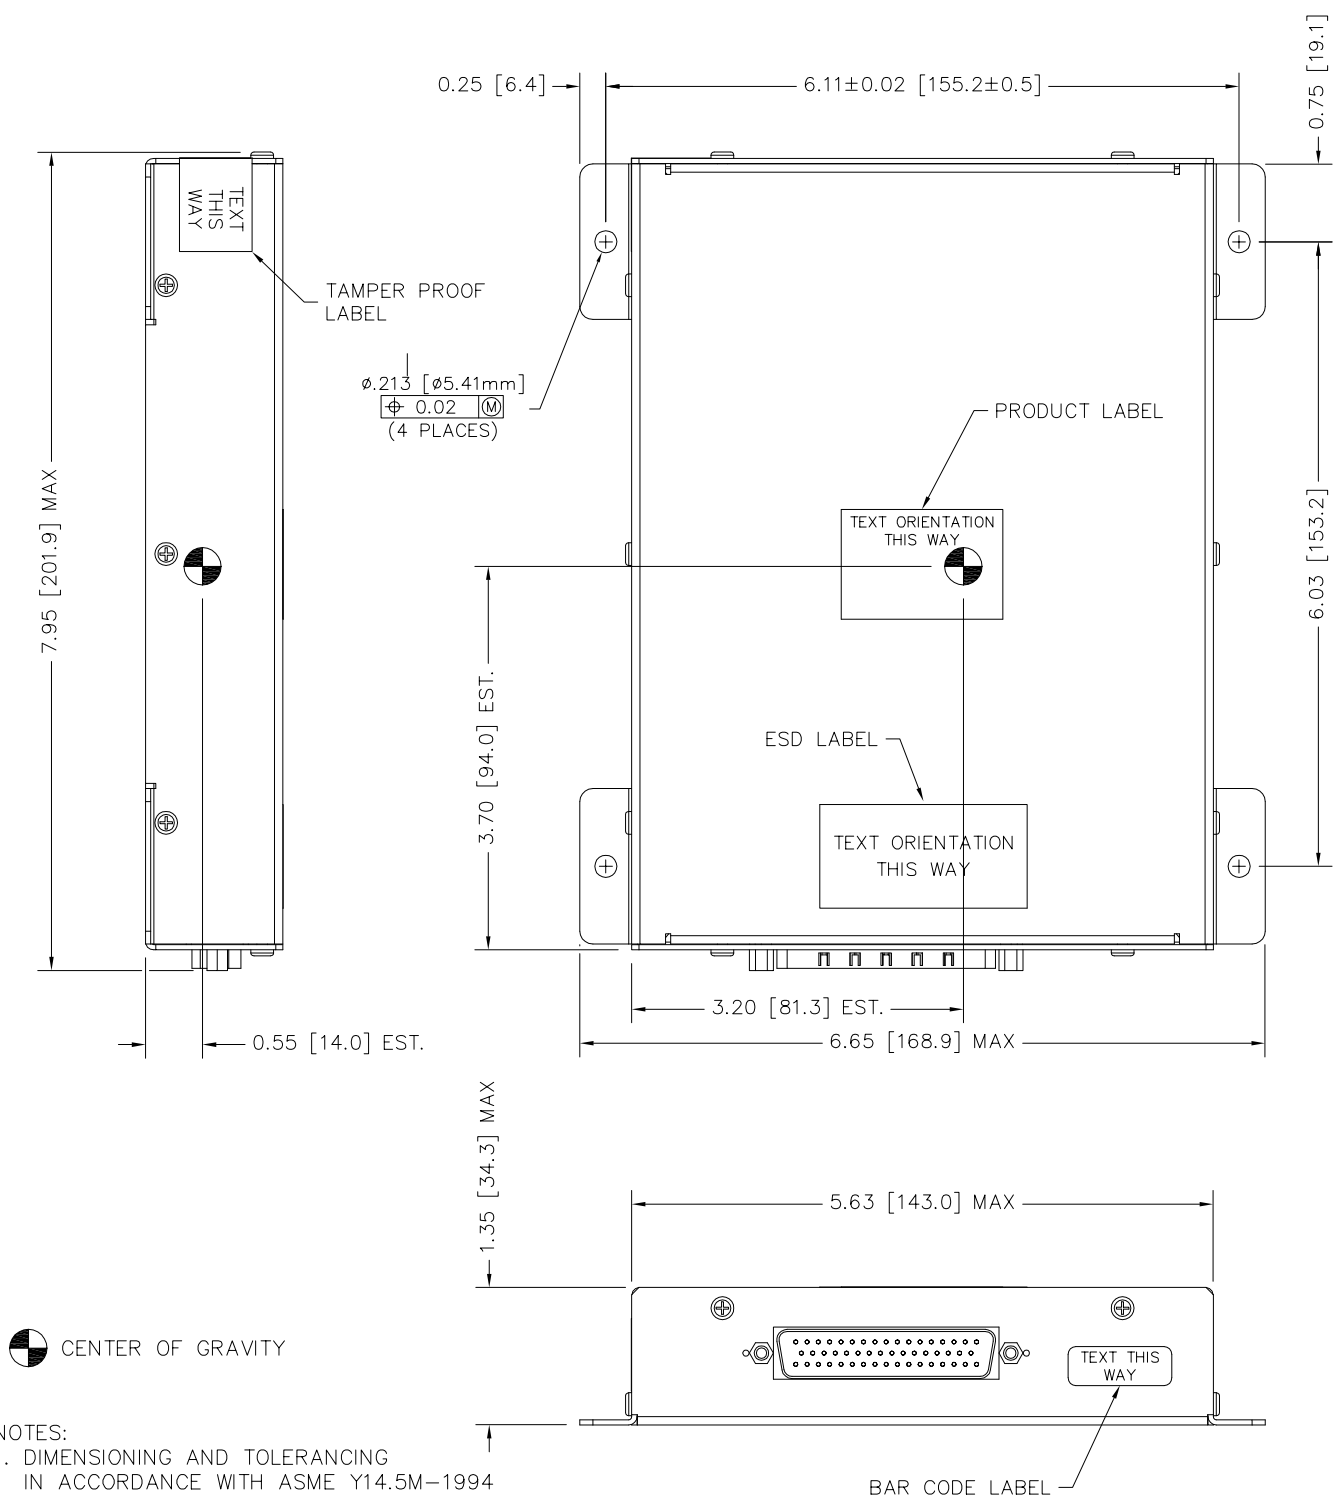 0.25 [6.4]
6.11±0.02 [155.2±0.5]
0.75 [19.1]
TEXT
THIS
WAY
TAMPER PROOF
LABEL
ø.213 [ø5.41mm]
⌖ 0.02 Ⓜ
(4 PLACES)
PRODUCT LABEL
TEXT ORIENTATION
THIS WAY
7.95 [201.9] MAX
6.03 [153.2]
3.70 [94.0] EST.
ESD LABEL
TEXT ORIENTATION
THIS WAY
3.20 [81.3] EST.
0.55 [14.0] EST.
6.65 [168.9] MAX
1.35 [34.3] MAX
5.63 [143.0] MAX
CENTER OF GRAVITY
TEXT THIS
WAY
NOTES:
. DIMENSIONING AND TOLERANCING
IN ACCORDANCE WITH ASME Y14.5M-1994
BAR CODE LABEL